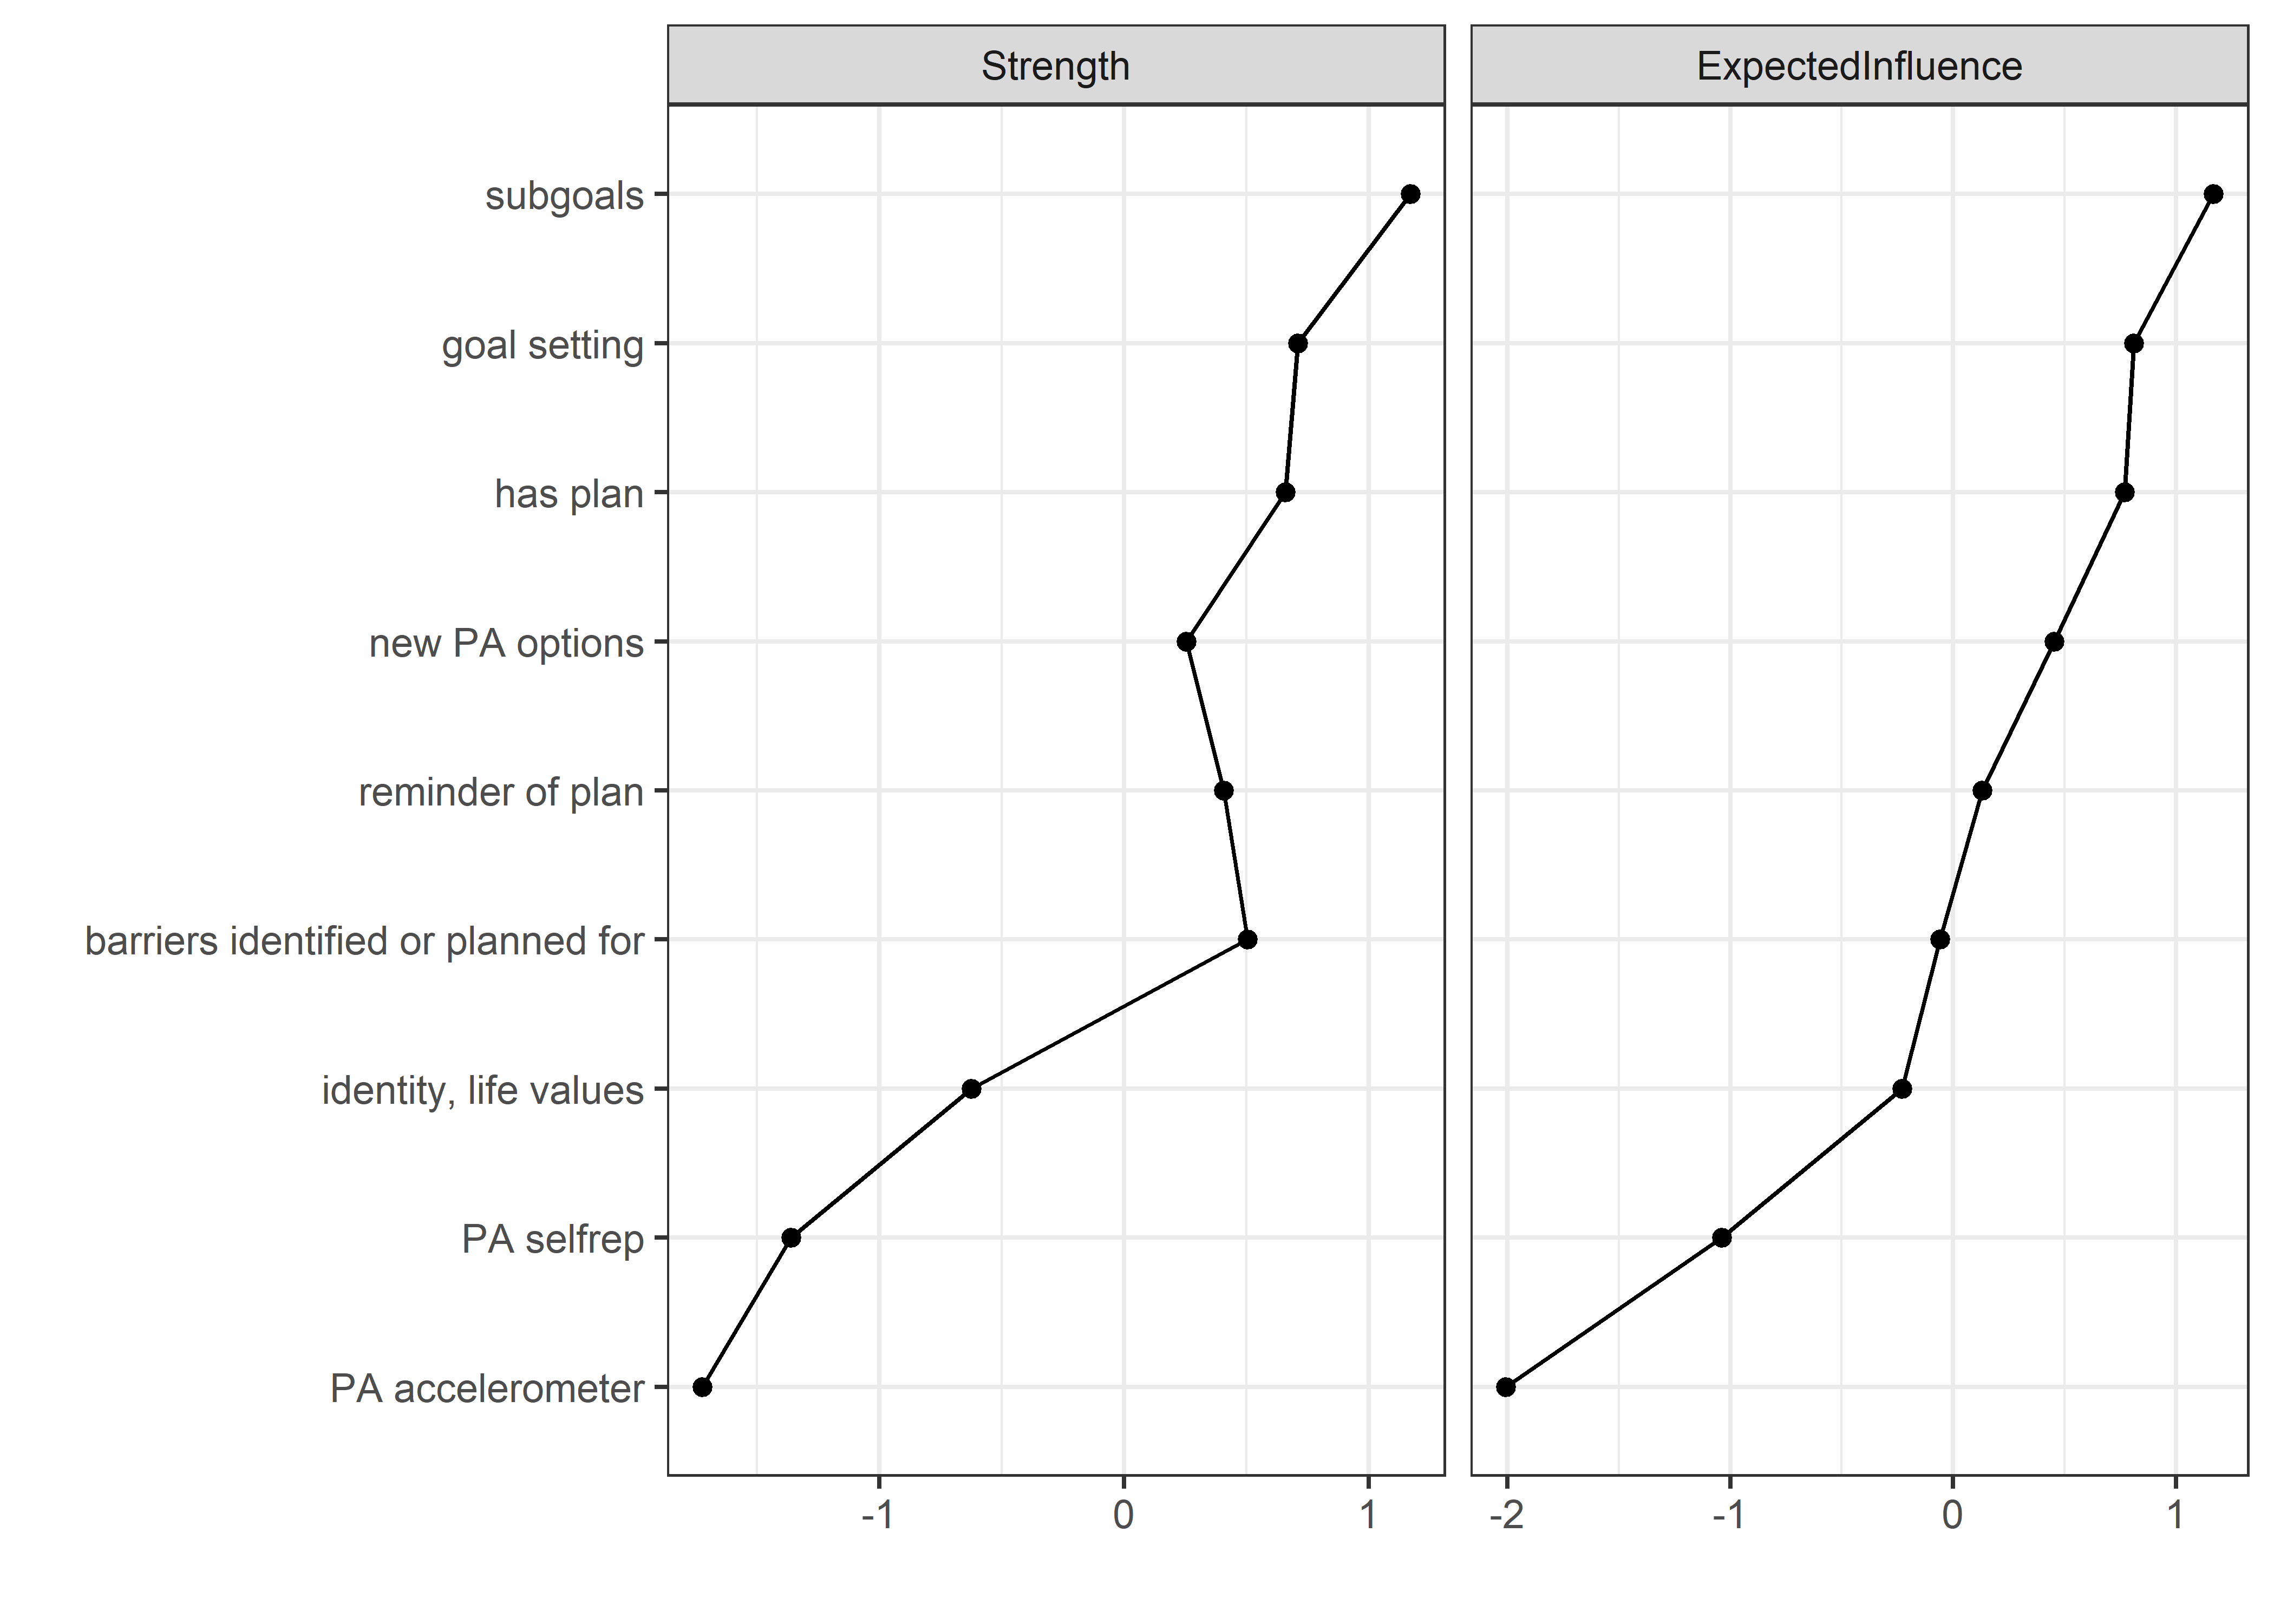 Strength ExpectedInfluence
subgoals
goal setting
has plan
new PA options
reminder of plan
barriers identified or planned for
identity, life values
PA selfrep
PA accelerometer
-1 0 1 -2 -1 0 1